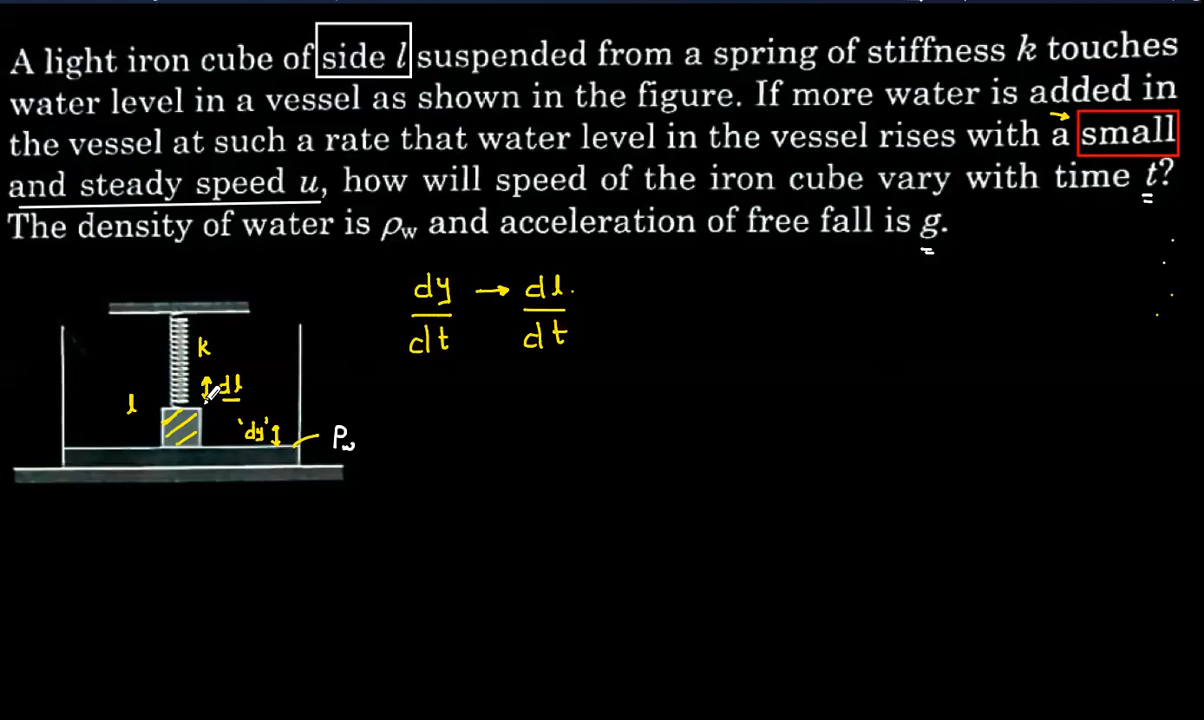 A light iron cube of side l suspended from a spring of stiffness k touches
water level in a vessel as shown in the figure. If more water is added in
the vessel at such a rate that water level in the vessel rises with a small
and steady speed u, how will speed of the iron cube vary with time t?
The density of water is ρw and acceleration of free fall is g.
dy → dl
dt dt
k
dl
l
'dy'
ρw